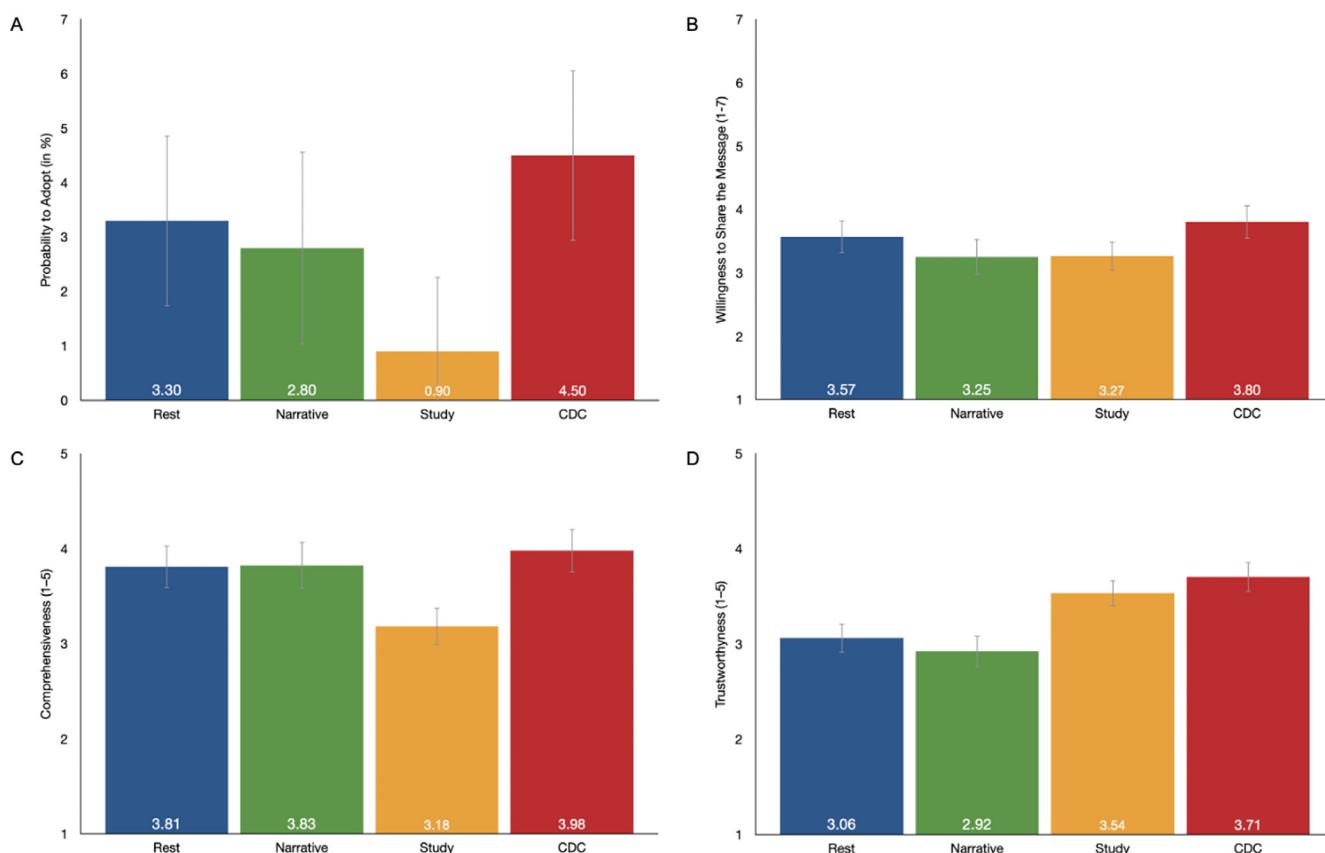 A
Probability to Adopt (in %)
7
6
5
4
3
2
1
0
3.30
2.80
0.90
4.50
Rest
Narrative
Study
CDC
B
Willingness to Share the Message (1-7)
7
6
5
4
3
2
1
3.57
3.25
3.27
3.80
Rest
Narrative
Study
CDC
C
Comprehensiveness (1–5)
5
4
3
2
1
3.81
3.83
3.18
3.98
Rest
Narrative
Study
CDC
D
Trustworthyness (1–5)
5
4
3
2
1
3.06
2.92
3.54
3.71
Rest
Narrative
Study
CDC